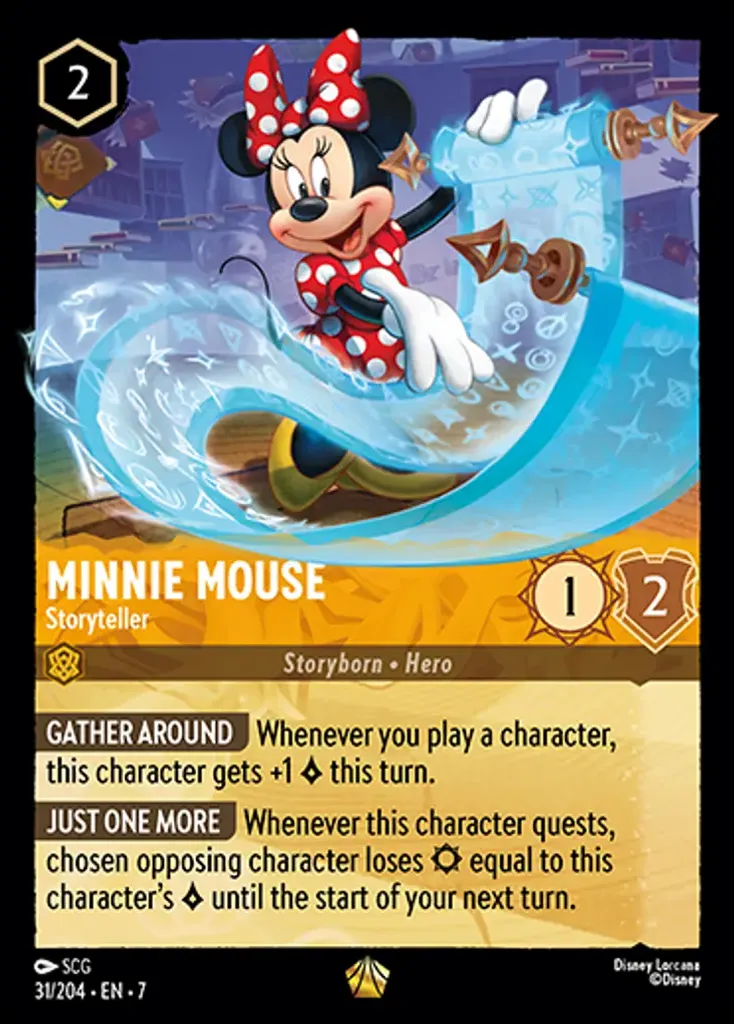 2
MINNIE MOUSE
Storyteller
1
2
Storyborn • Hero
GATHER AROUND Whenever you play a character,
this character gets +1 this turn.
JUST ONE MORE Whenever this character quests,
chosen opposing character loses equal to this
character's until the start of your next turn.
SCG
31/204 • EN • 7
Disney Lorcana
©Disney